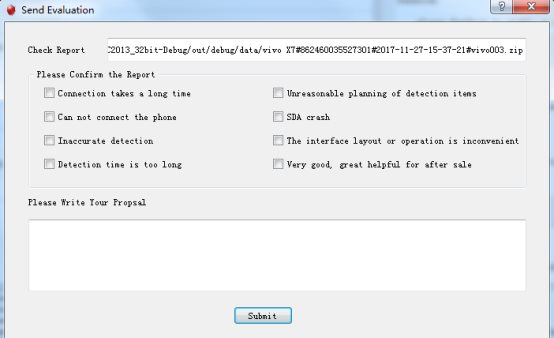 Send Evaluation
Check Report C2013_32bit-Debug/out/debug/data/vivo X7#862460035527301#2017-11-27-15-37-21#vivo003.zip
Please Confirm the Report
Connection takes a long time Unreasonable planning of detection items
Can not connect the phone SDA crash
Inaccurate detection The interface layout or operation is inconvenient
Detection time is too long Very good, great helpful for after sale
Please Write Your Propsal
Submit